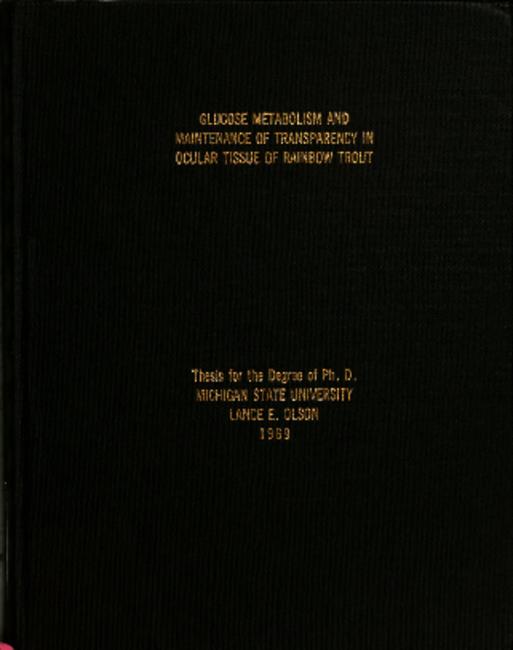 GLUCOSE METABOLISM AND
MAINTENANCE OF TRANSPARENCY IN
OCULAR TISSUE OF RAINBOW TROUT
Thesis for the Degree of Ph. D.
MICHIGAN STATE UNIVERSITY
LANCE E. OLSON
1969